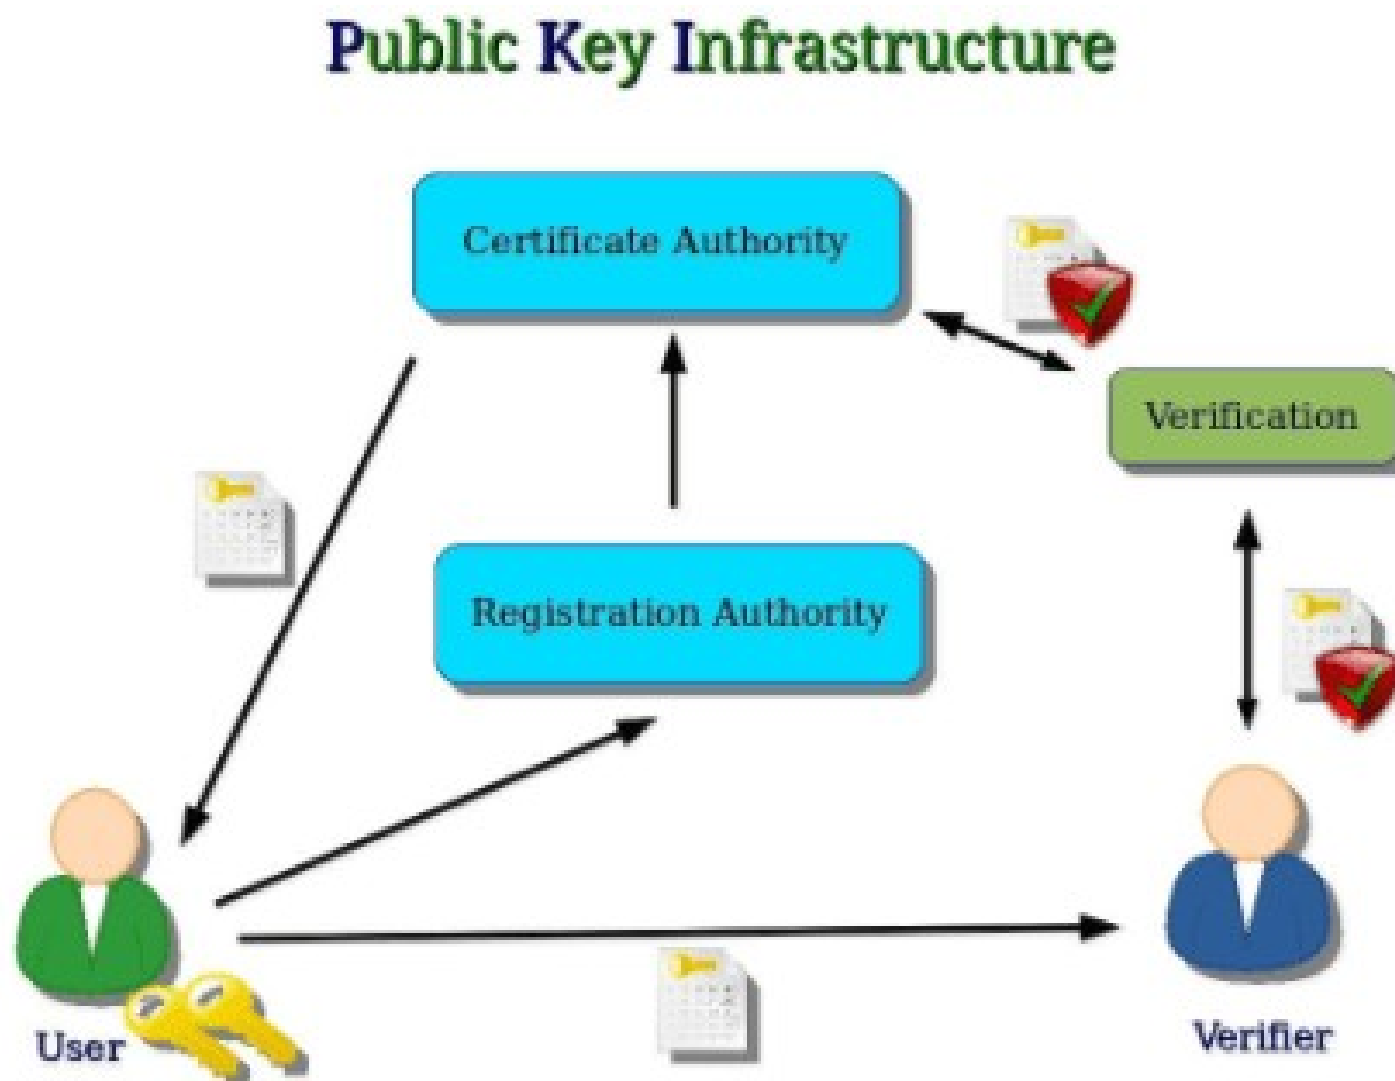 Public Key Infrastructure
Certificate Authority
Verification
Registration Authority
User
Verifier